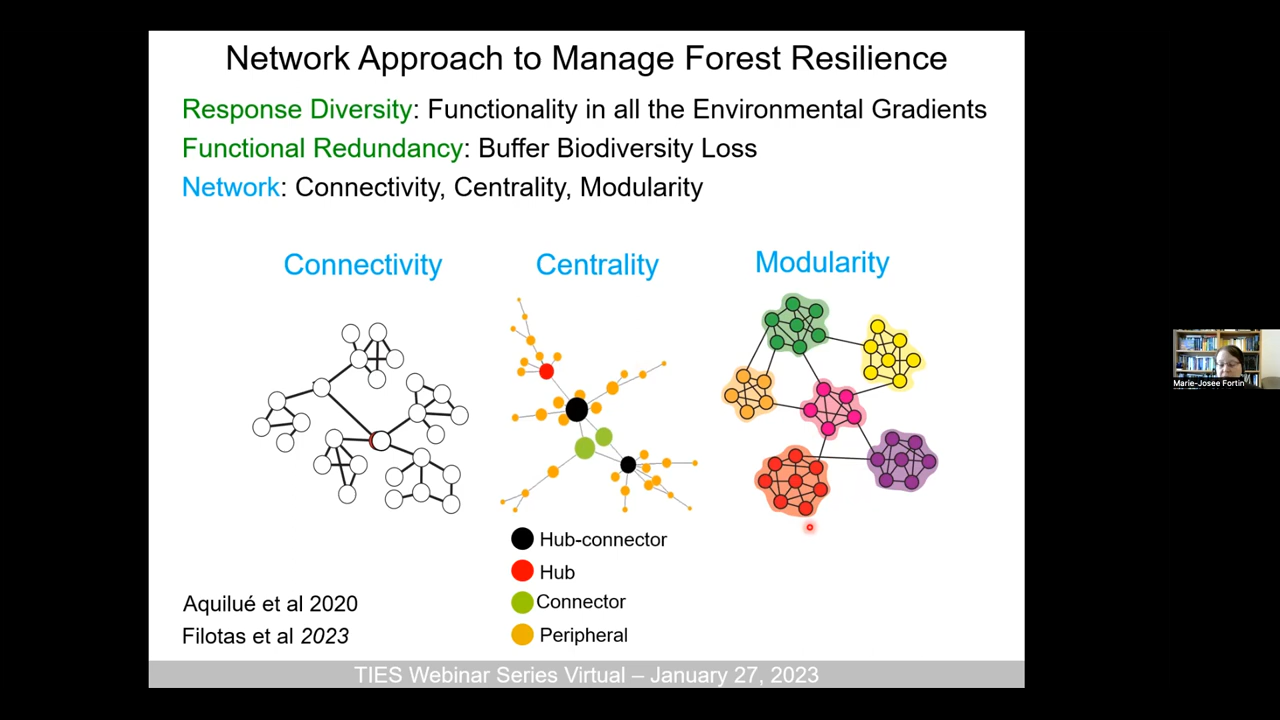 Network Approach to Manage Forest Resilience
Response Diversity: Functionality in all the Environmental Gradients
Functional Redundancy: Buffer Biodiversity Loss
Network: Connectivity, Centrality, Modularity
Connectivity
Centrality
Modularity
Hub-connector
Hub
Connector
Peripheral
Aquilué et al 2020
Filotas et al 2023
TIES Webinar Series Virtual – January 27, 2023
Marie-Josee Fortin